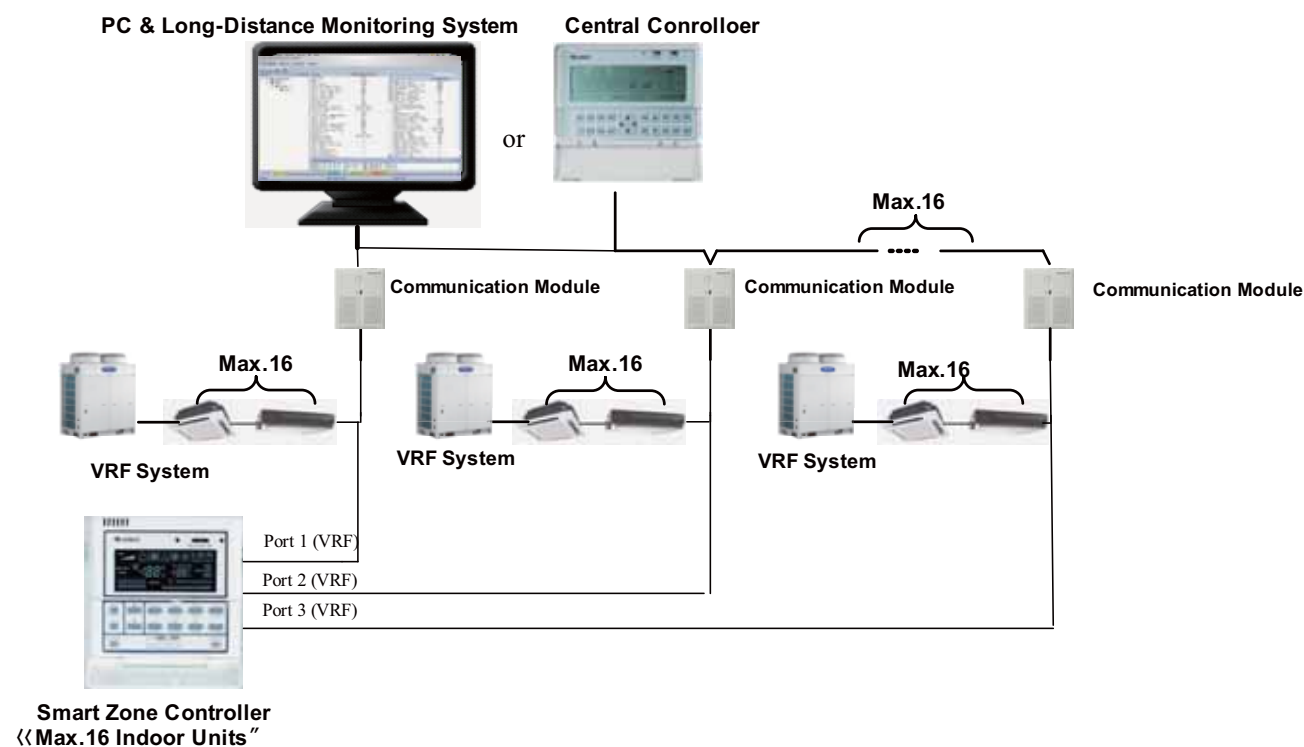 PC & Long-Distance Monitoring System
Central Conrolloer
or
Max.16
Communication Module
Communication Module
Communication Module
Max.16
Max.16
Max.16
VRF System
VRF System
VRF System
Port 1 (VRF)
Port 2 (VRF)
Port 3 (VRF)
Smart Zone Controller
《Max.16 Indoor Units″